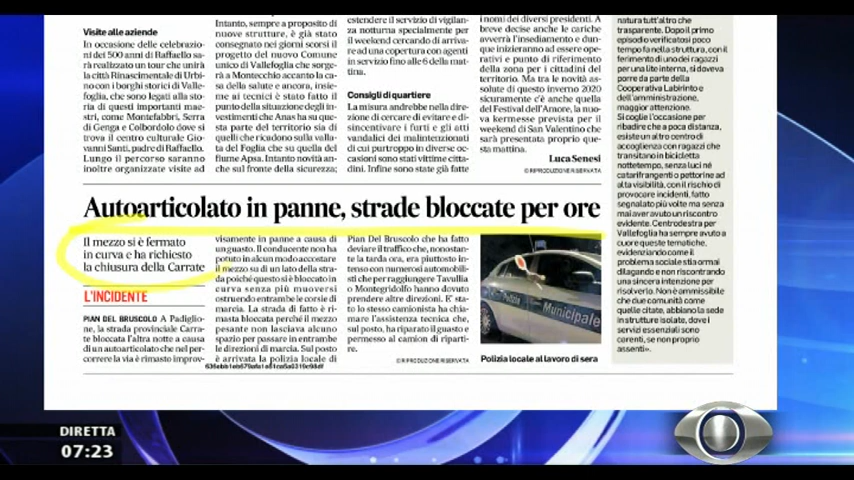 Visite alle aziende
In occasione delle celebrazio-
ni dei 500 anni di Raffaello sa-
rà realizzato un tour che unirà
la città Rinascimentale di Urbi-
no con i borghi storici di Valle-
foglia, che sono legati alla sto-
ria di questi importanti mae-
stri, come Montefabbri, Serra
di Genga e Colbordolo dove si
trova il centro culturale Gio-
vanni Santi, padre di Raffaello.
Lungo il percorso saranno
inoltre organizzate visite ad
Intanto, sempre a proposito di
nuove strutture, è già stato
consegnato nei giorni scorsi il
progetto del nuovo Comune
unico di Vallefoglia che sorge-
rà a Montecchio accanto la ca-
sa della salute e ancora, insie-
me ai tecnici è stato fatto il
punto della situazione degli in-
vestimenti che Anas ha su que-
sta parte del territorio sia di
quelli che ricadono sulla valla-
ta del Foglia che su quella del
fiume Apsa. Intanto novità an-
che sul fronte della sicurezza;
estendere il servizio di vigilan-
za notturna specialmente per
il weekend cercando di arriva-
re ad una copertura con agenti
in servizio fino alle 6 della mat-
tina.
Consigli di quartiere
La misura andrebbe nella dire-
zione di cercare di evitare e di-
sincentivare i furti e gli atti
vandalici dei malintenzionati
di cui purtroppo in diverse oc-
casioni sono stati vittime citta-
dini. Infine sono state già fatte
i nomi dei diversi presidenti. A
breve decise anche le cariche
avverrà l'insediamento e dun-
que inizieranno ad essere ope-
rativi e punto di riferimento
della zona per i cittadini del
territorio. Ma tra le novità as-
solute di questo inverno 2020
sicuramente c'è anche quella
del Festival dell'Amore, la nuo-
va kermesse prevista per il
weekend di San Valentino che
sarà presentata proprio que-
sta mattina.
Luca Senesi
© RIPRODUZIONE RISERVATA
natura tutt'altro che
trasparente. Dopo il primo
episodio verificatosi poco
tempo fa nella struttura, con il
ferimento di uno dei ragazzi
per una lite interna, si doveva
porre da parte della
Cooperativa Labirinto e
dell'amministrazione,
maggior attenzione.
Si coglie l'occasione per
ribadire che a poca distanza,
esiste un altro centro di
accoglienza con ragazzi che
transitano in bicicletta
nottetempo, senza luci né
catarifrangenti o pettorine ad
alta visibilità, con il rischio di
provocare incidenti, fatto
segnalato più volte ma senza
mai aver avuto un riscontro
evidente. Centrodestra per
Vallefoglia ha sempre avuto a
cuore queste tematiche,
evidenziando come il
problema sociale stia ormai
dilagando e non riscontrando
una sincera intenzione per
risolverlo. Non è ammissibile
che due comunità come
quelle citate, abbiano la sede
in strutture isolate, dove i
servizi essenziali sono
carenti, se non proprio
assenti».
Autoarticolato in panne, strade bloccate per ore
Il mezzo si è fermato
in curva e ha richiesto
la chiusura della Carrate
L'INCIDENTE
PIAN DEL BRUSCOLO A Padiglio-
ne, la strada provinciale Carra-
te bloccata l'altra notte a causa
di un autoarticolato che nel per-
correre la via è rimasto improv-
visamente in panne a causa di
un guasto. Il conducente non ha
potuto in alcun modo accostare
il mezzo su di un lato della stra-
da poiché questo si è bloccato in
curva senza più muoversi
ostruendo entrambe le corsie di
marcia. La strada di fatto è ri-
masta bloccata perché il mezzo
pesante non lasciava alcun
spazio per passare in entrambe
le direzioni di marcia. Sul posto
è arrivata la polizia locale di
Pian Del Bruscolo che ha fatto
deviare il traffico che, nonostan-
te la tarda ora, era piuttosto in-
tenso con numerosi automobili-
sti che per raggiungere Tavullia
o Montegridolfo hanno dovuto
prendere altre direzioni. E' sta-
to lo stesso camionista ha chia-
mare l'assistenza tecnica che,
sul posto, ha riparato il guasto e
permesso al camion di riparti-
re.
© RIPRODUZIONE RISERVATA
Polizia Municipale
Polizia locale al lavoro di sera
DIRETTA
07:23